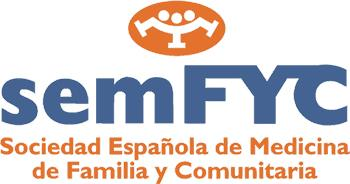 semFYC
Sociedad Española de Medicina
de Familia y Comunitaria